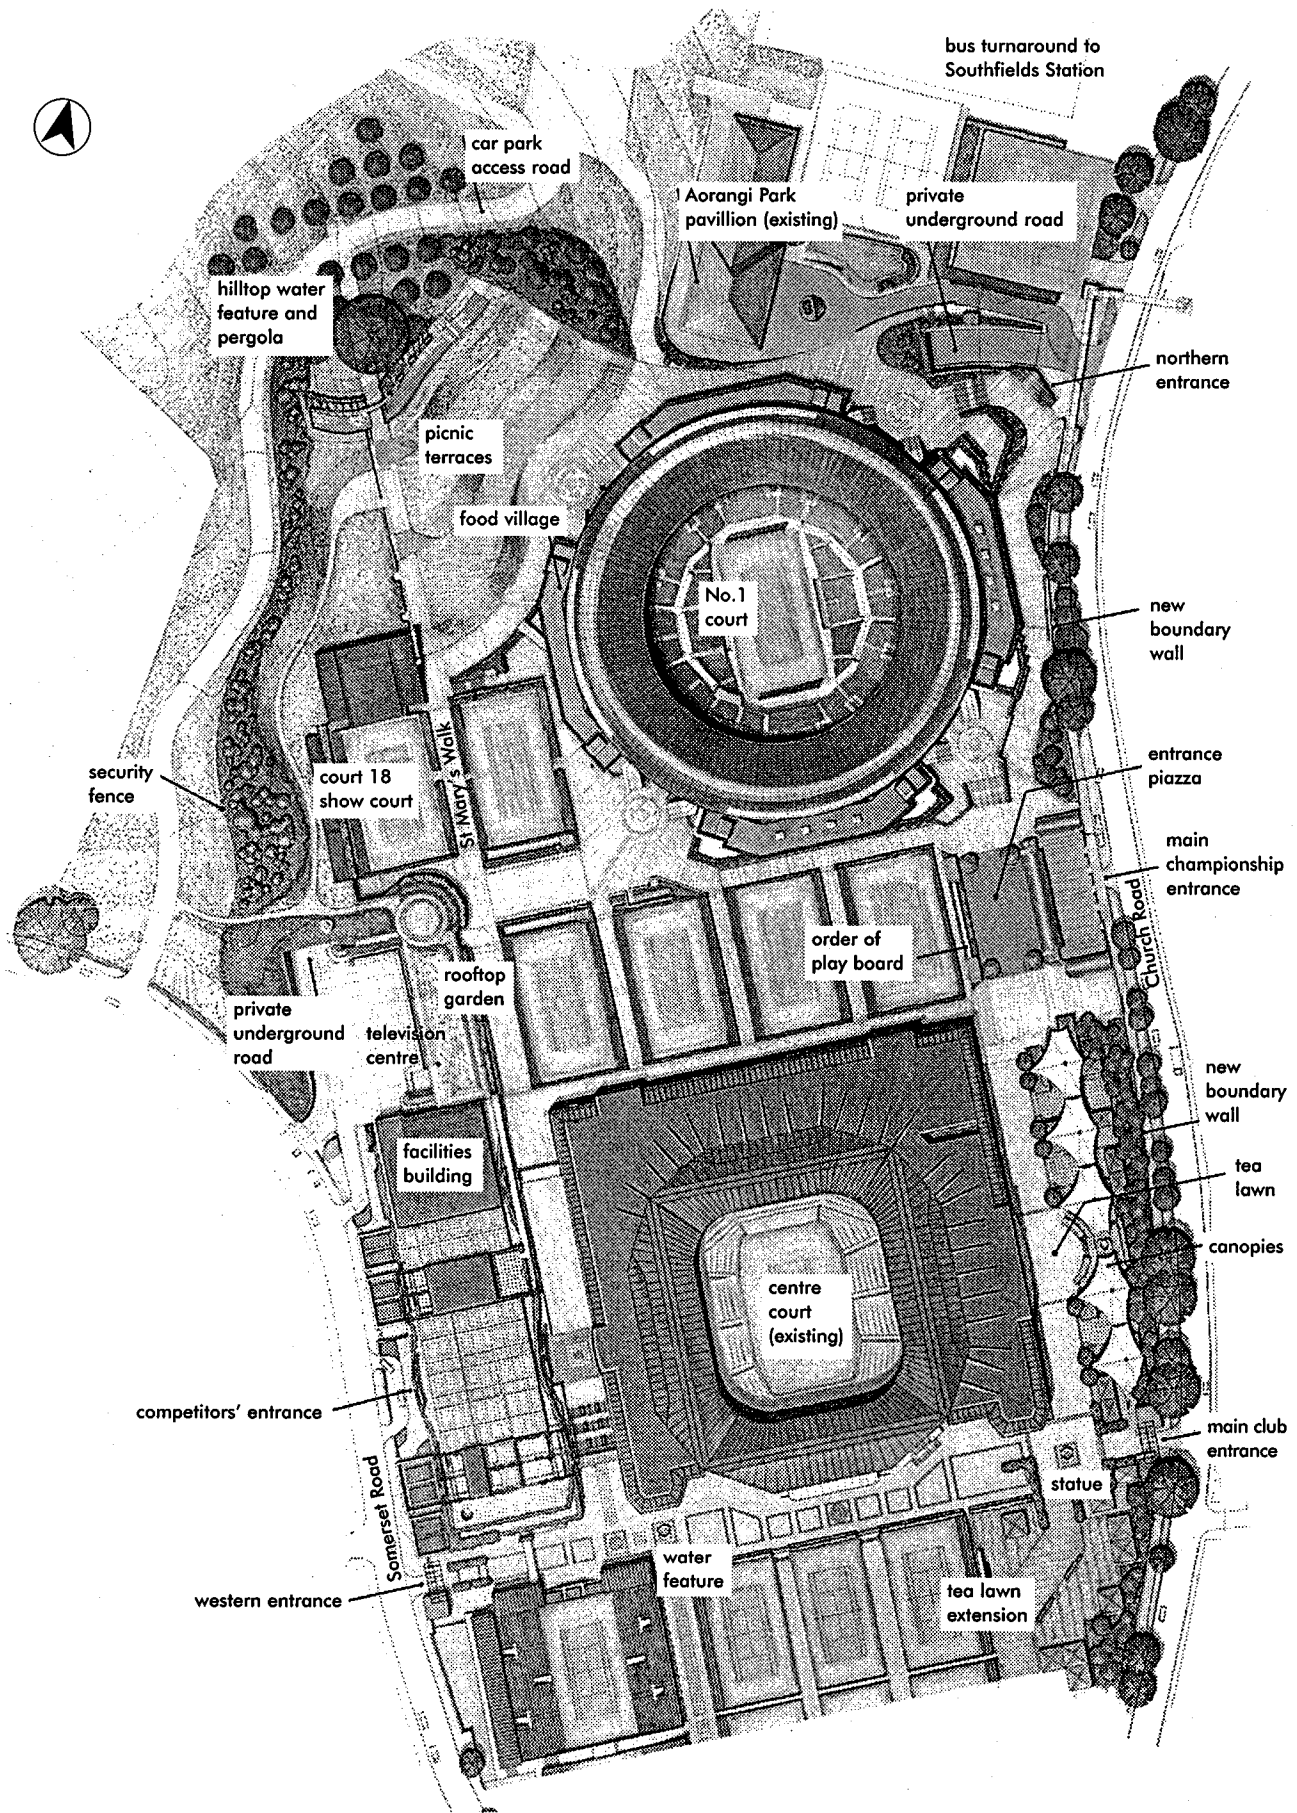 bus turnaround to
Southfields Station
car park
access road
Aorangi Park
pavillion (existing)
private
underground road
hilltop water
feature and
pergola
northern
entrance
picnic
terraces
food village
No.1
court
new
boundary
wall
St Mary's Walk
security
fence
court 18
show court
entrance
piazza
main
championship
entrance
Church Road
order of
play board
rooftop
garden
private
underground
road
television
centre
new
boundary
wall
facilities
building
tea
lawn
canopies
centre
court
(existing)
competitors' entrance
main club
entrance
statue
Somerset Road
water
feature
western entrance
tea lawn
extension